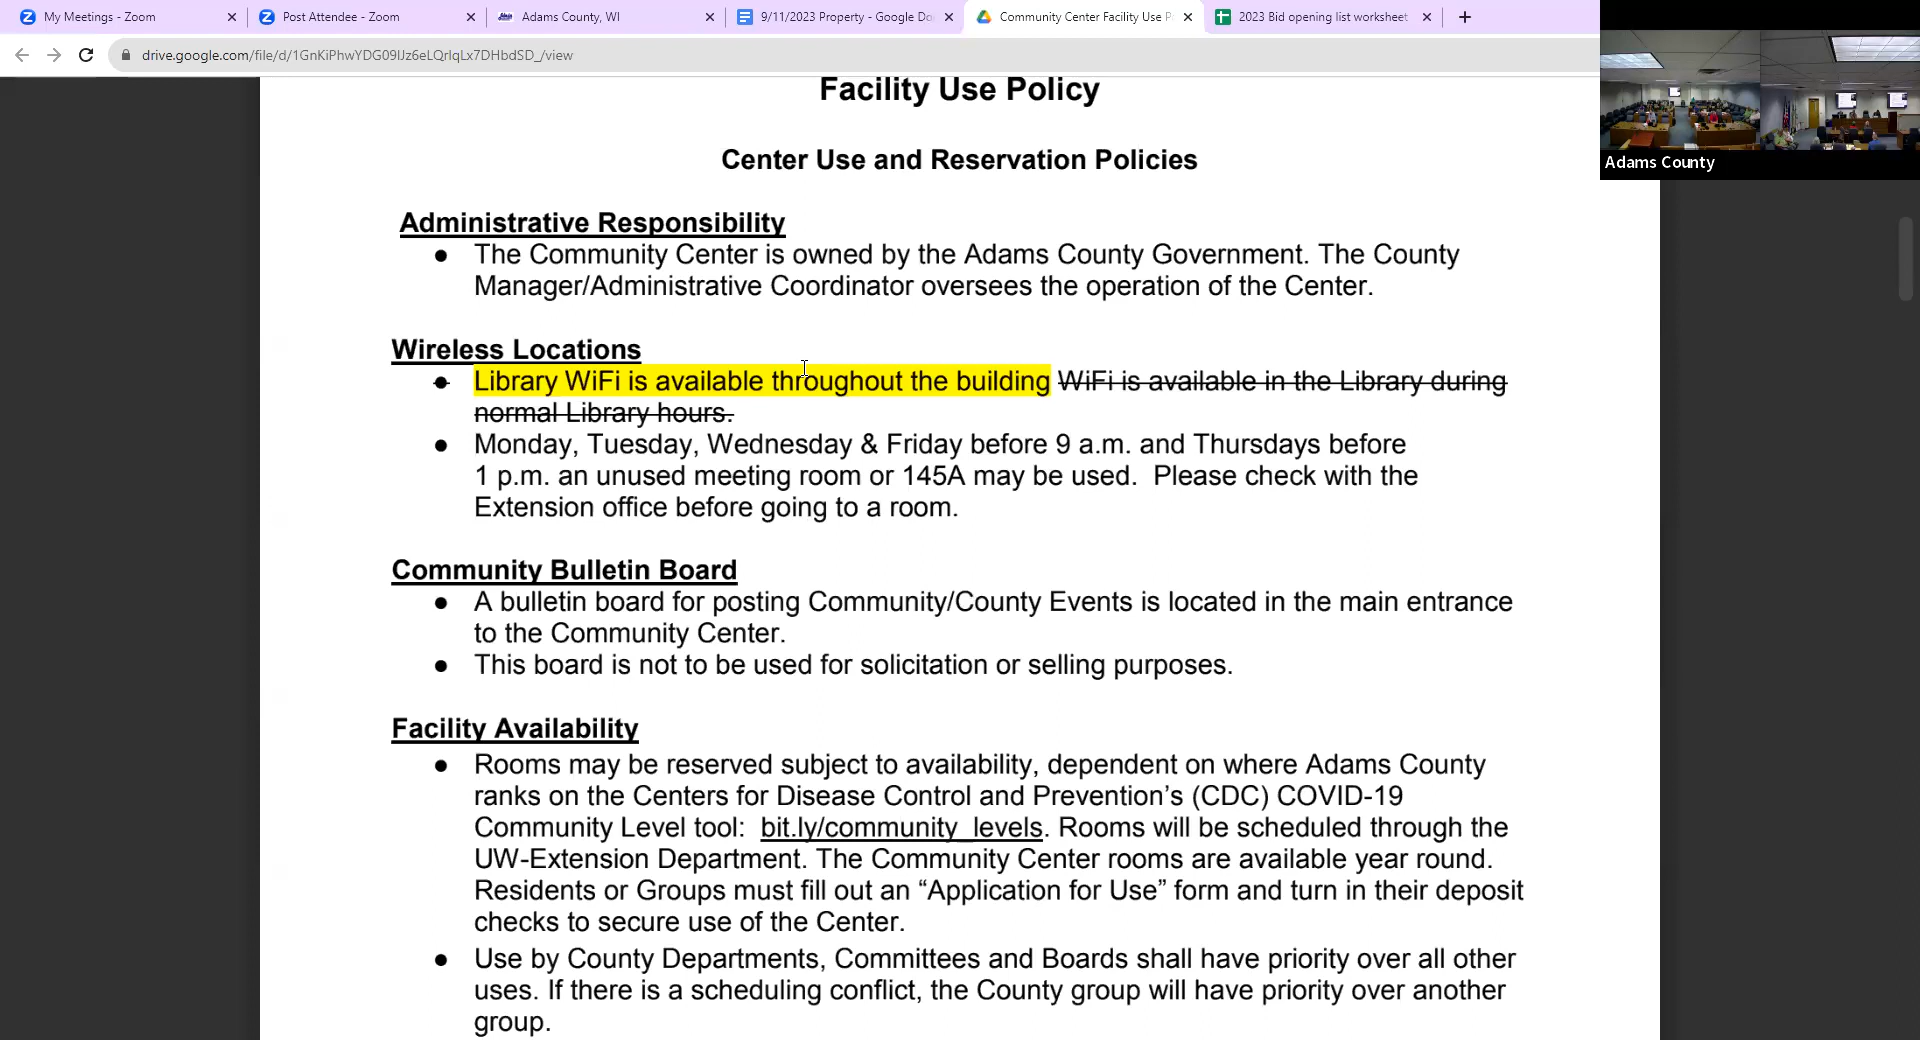 My Meetings - Zoom
Post Attendee - Zoom
Adams County, WI
9/11/2023 Property - Google Do
Community Center Facility Use P
2023 Bid opening list worksheet
drive.google.com/file/d/1GnKiPhwYDG09lJz6eLQrIqLx7DHbdSD_/view
Adams County
Facility Use Policy
Center Use and Reservation Policies
Administrative Responsibility
● The Community Center is owned by the Adams County Government. The County
Manager/Administrative Coordinator oversees the operation of the Center.
Wireless Locations
● Library WiFi is available throughout the building WiFi is available in the Library during
normal Library hours.
● Monday, Tuesday, Wednesday & Friday before 9 a.m. and Thursdays before
1 p.m. an unused meeting room or 145A may be used. Please check with the
Extension office before going to a room.
Community Bulletin Board
● A bulletin board for posting Community/County Events is located in the main entrance
to the Community Center.
● This board is not to be used for solicitation or selling purposes.
Facility Availability
● Rooms may be reserved subject to availability, dependent on where Adams County
ranks on the Centers for Disease Control and Prevention’s (CDC) COVID-19
Community Level tool: bit.ly/community_levels. Rooms will be scheduled through the
UW-Extension Department. The Community Center rooms are available year round.
Residents or Groups must fill out an “Application for Use” form and turn in their deposit
checks to secure use of the Center.
● Use by County Departments, Committees and Boards shall have priority over all other
uses. If there is a scheduling conflict, the County group will have priority over another
group.